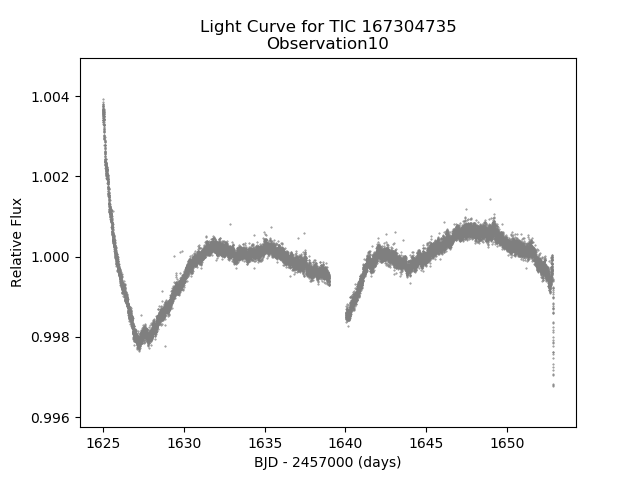 Light Curve for TIC 167304735
Observation10
1.004
1.002
1.000
0.998
0.996
Relative Flux
1625 1630 1635 1640 1645 1650
BJD - 2457000 (days)